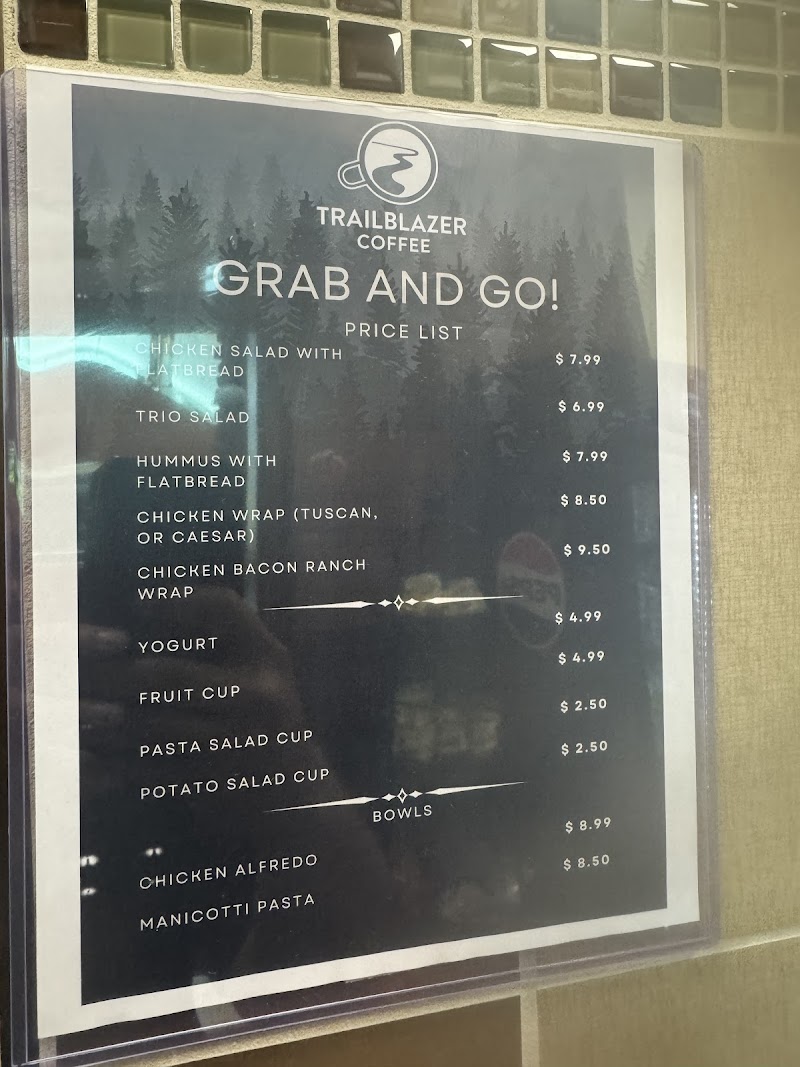 TRAILBLAZER
COFFEE
GRAB AND GO!
PRICE LIST
CHICKEN SALAD WITH
FLATBREAD
$ 7.99
TRIO SALAD
$ 6.99
HUMMUS WITH
FLATBREAD
$ 7.99
CHICKEN WRAP (TUSCAN,
OR CAESAR)
$ 8.50
CHICKEN BACON RANCH
WRAP
$ 9.50
YOGURT
$ 4.99
FRUIT CUP
$ 4.99
PASTA SALAD CUP
$ 2.50
POTATO SALAD CUP
$ 2.50
BOWLS
CHICKEN ALFREDO
$ 8.99
MANICOTTI PASTA
$ 8.50